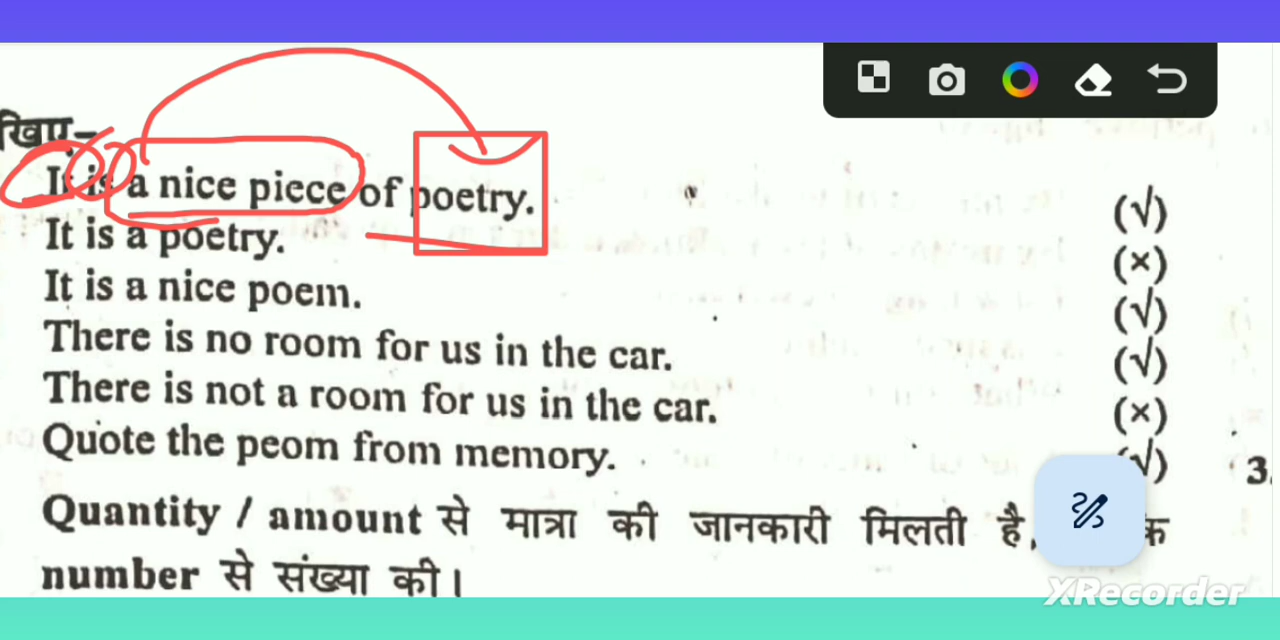 खिए–
It is a nice piece of poetry. (√)
It is a poetry. (×)
It is a nice poem. (√)
There is no room for us in the car. (√)
There is not a room for us in the car. (×)
Quote the peom from memory. √)
3.
Quantity / amount से मात्रा की जानकारी मिलती है, क
number से संख्या की।
XRecorder